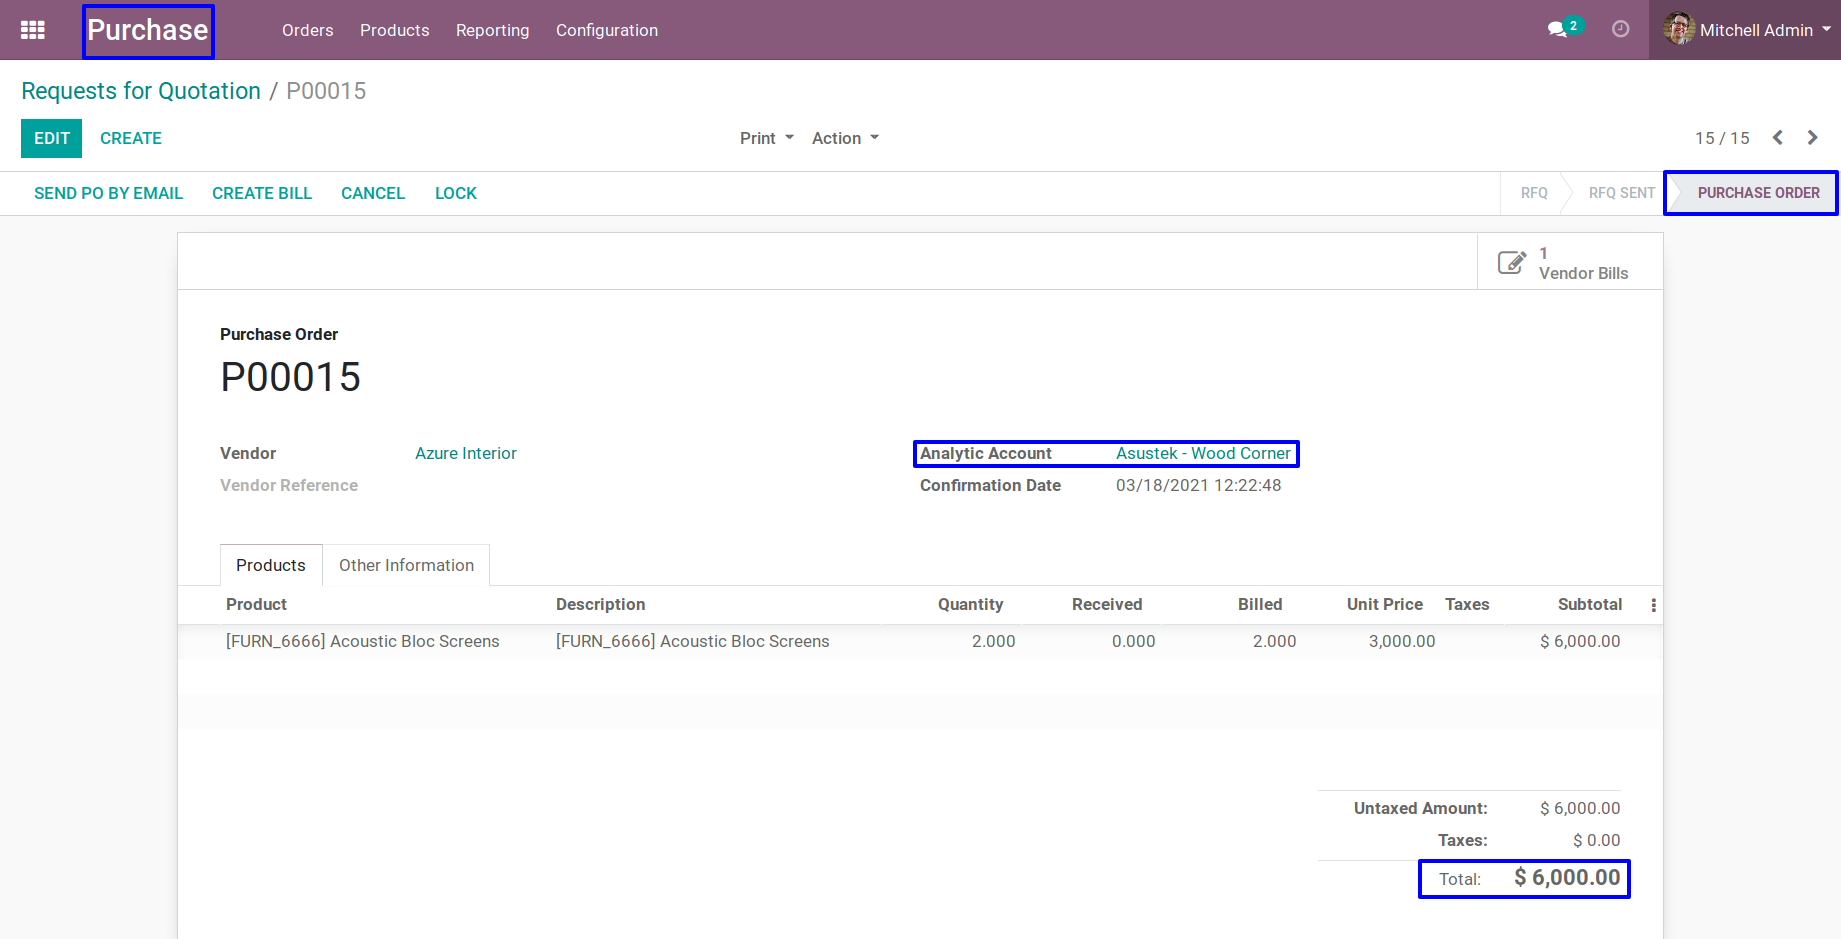 Purchase Orders Products Reporting Configuration 2 Mitchell Admin
Requests for Quotation / P00015
EDIT CREATE Print Action 15 / 15
SEND PO BY EMAIL CREATE BILL CANCEL LOCK RFQ RFQ SENT PURCHASE ORDER
1
Vendor Bills
Purchase Order
P00015
Vendor Azure Interior Analytic Account Asustek - Wood Corner
Vendor Reference Confirmation Date 03/18/2021 12:22:48
Products Other Information
Product Description Quantity Received Billed Unit Price Taxes Subtotal
[FURN_6666] Acoustic Bloc Screens [FURN_6666] Acoustic Bloc Screens 2.000 0.000 2.000 3,000.00 $ 6,000.00
Untaxed Amount: $ 6,000.00
Taxes: $ 0.00
Total: $ 6,000.00